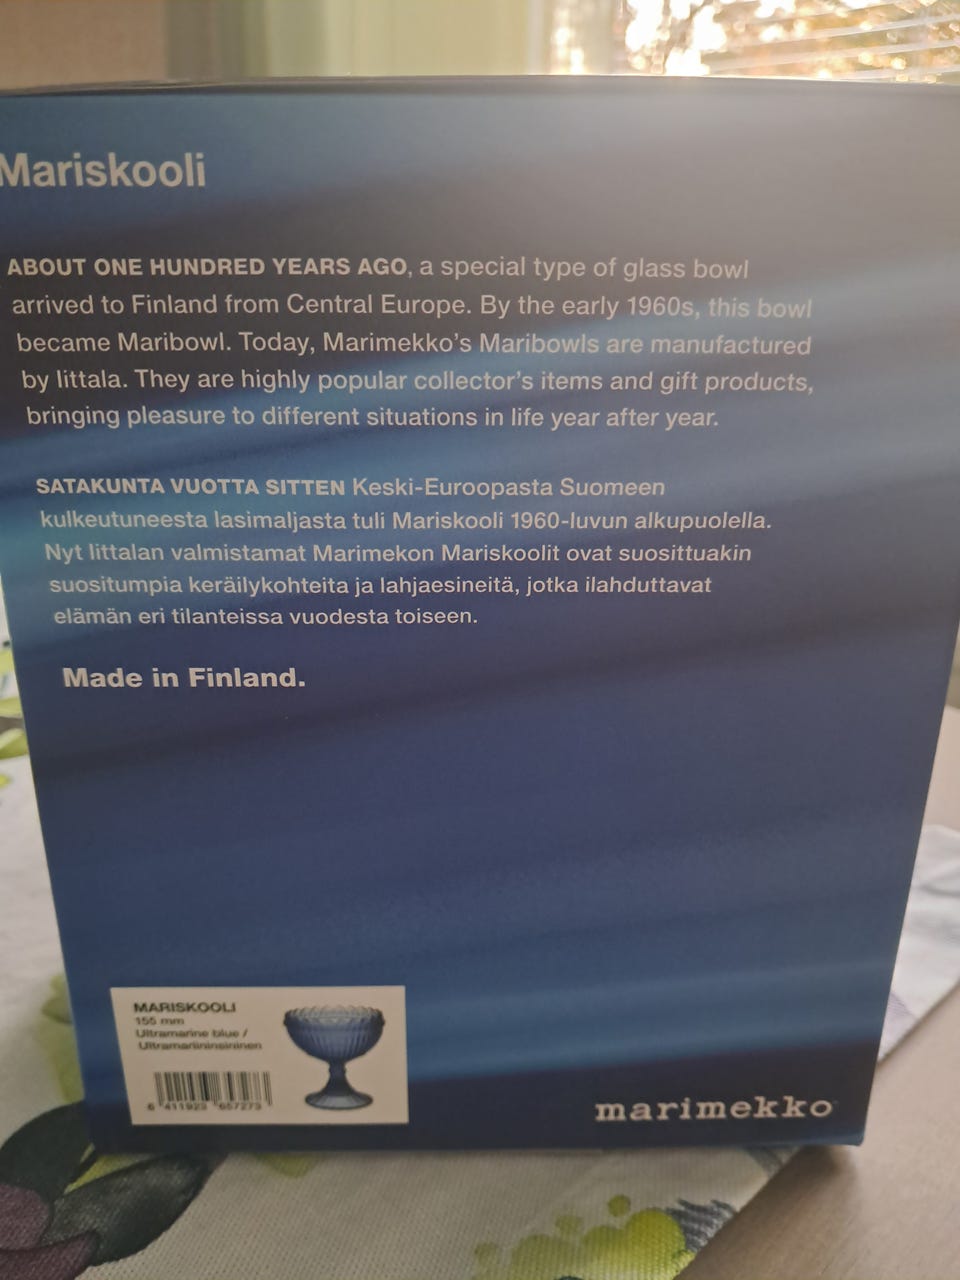 Mariskooli
ABOUT ONE HUNDRED YEARS AGO, a special type of glass bowl
arrived to Finland from Central Europe. By the early 1960s, this bowl
became Maribowl. Today, Marimekko's Maribowls are manufactured
by Iittala. They are highly popular collector's items and gift products,
bringing pleasure to different situations in life year after year.
SATAKUNTA VUOTTA SITTEN Keski-Euroopasta Suomeen
kulkeutuneesta lasimaljasta tuli Mariskooli 1960-luvun alkupuolella.
Nyt Iittalan valmistamat Marimekon Mariskoolit ovat suosittuakin
suositumpia keräilykohteita ja lahjaesineitä, jotka ilahduttavat
elämän eri tilanteissa vuodesta toiseen.
Made in Finland.
MARISKOOLI
155 mm
Ultramarine blue /
Ultramariininsininen
6 411923 657273
marimekko